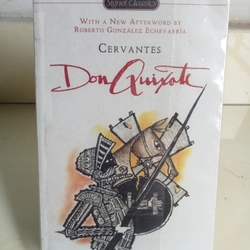 Signet Classics
WITH A NEW AFTERWORD BY
ROBERTO GONZÁLEZ ECHEVARRÍA
CERVANTES
Don Quixote